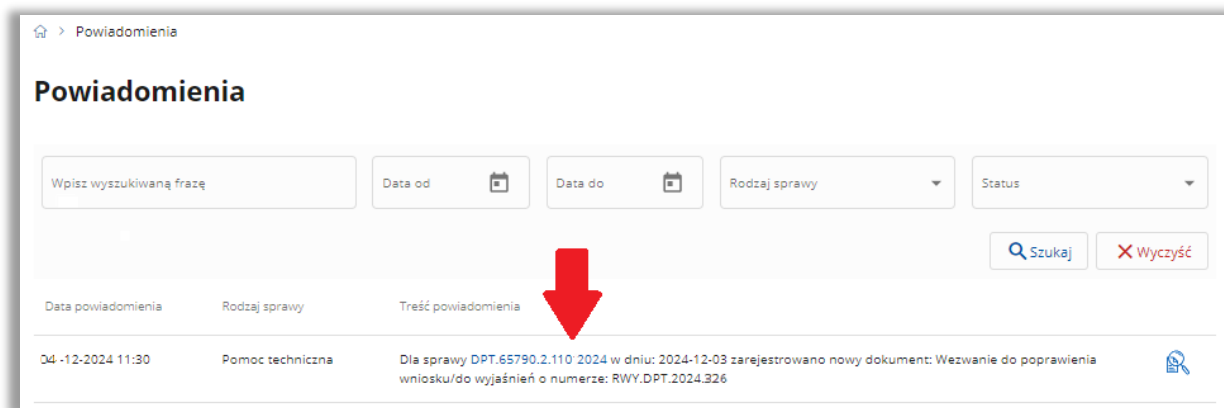 > Powiadomienia
Powiadomienia
Wpisz wyszukiwaną frazę
Data od
Data do
Rodzaj sprawy
Status
Szukaj
Wyczyść
Data powiadomienia
Rodzaj sprawy
Treść powiadomienia
04 -12-2024 11:30
Pomoc techniczna
Dla sprawy DPT.65790.2.110 2024 w dniu: 2024-12-03 zarejestrowano nowy dokument: Wezwanie do poprawienia
wniosku/do wyjaśnień o numerze: RWY.DPT.2024.326